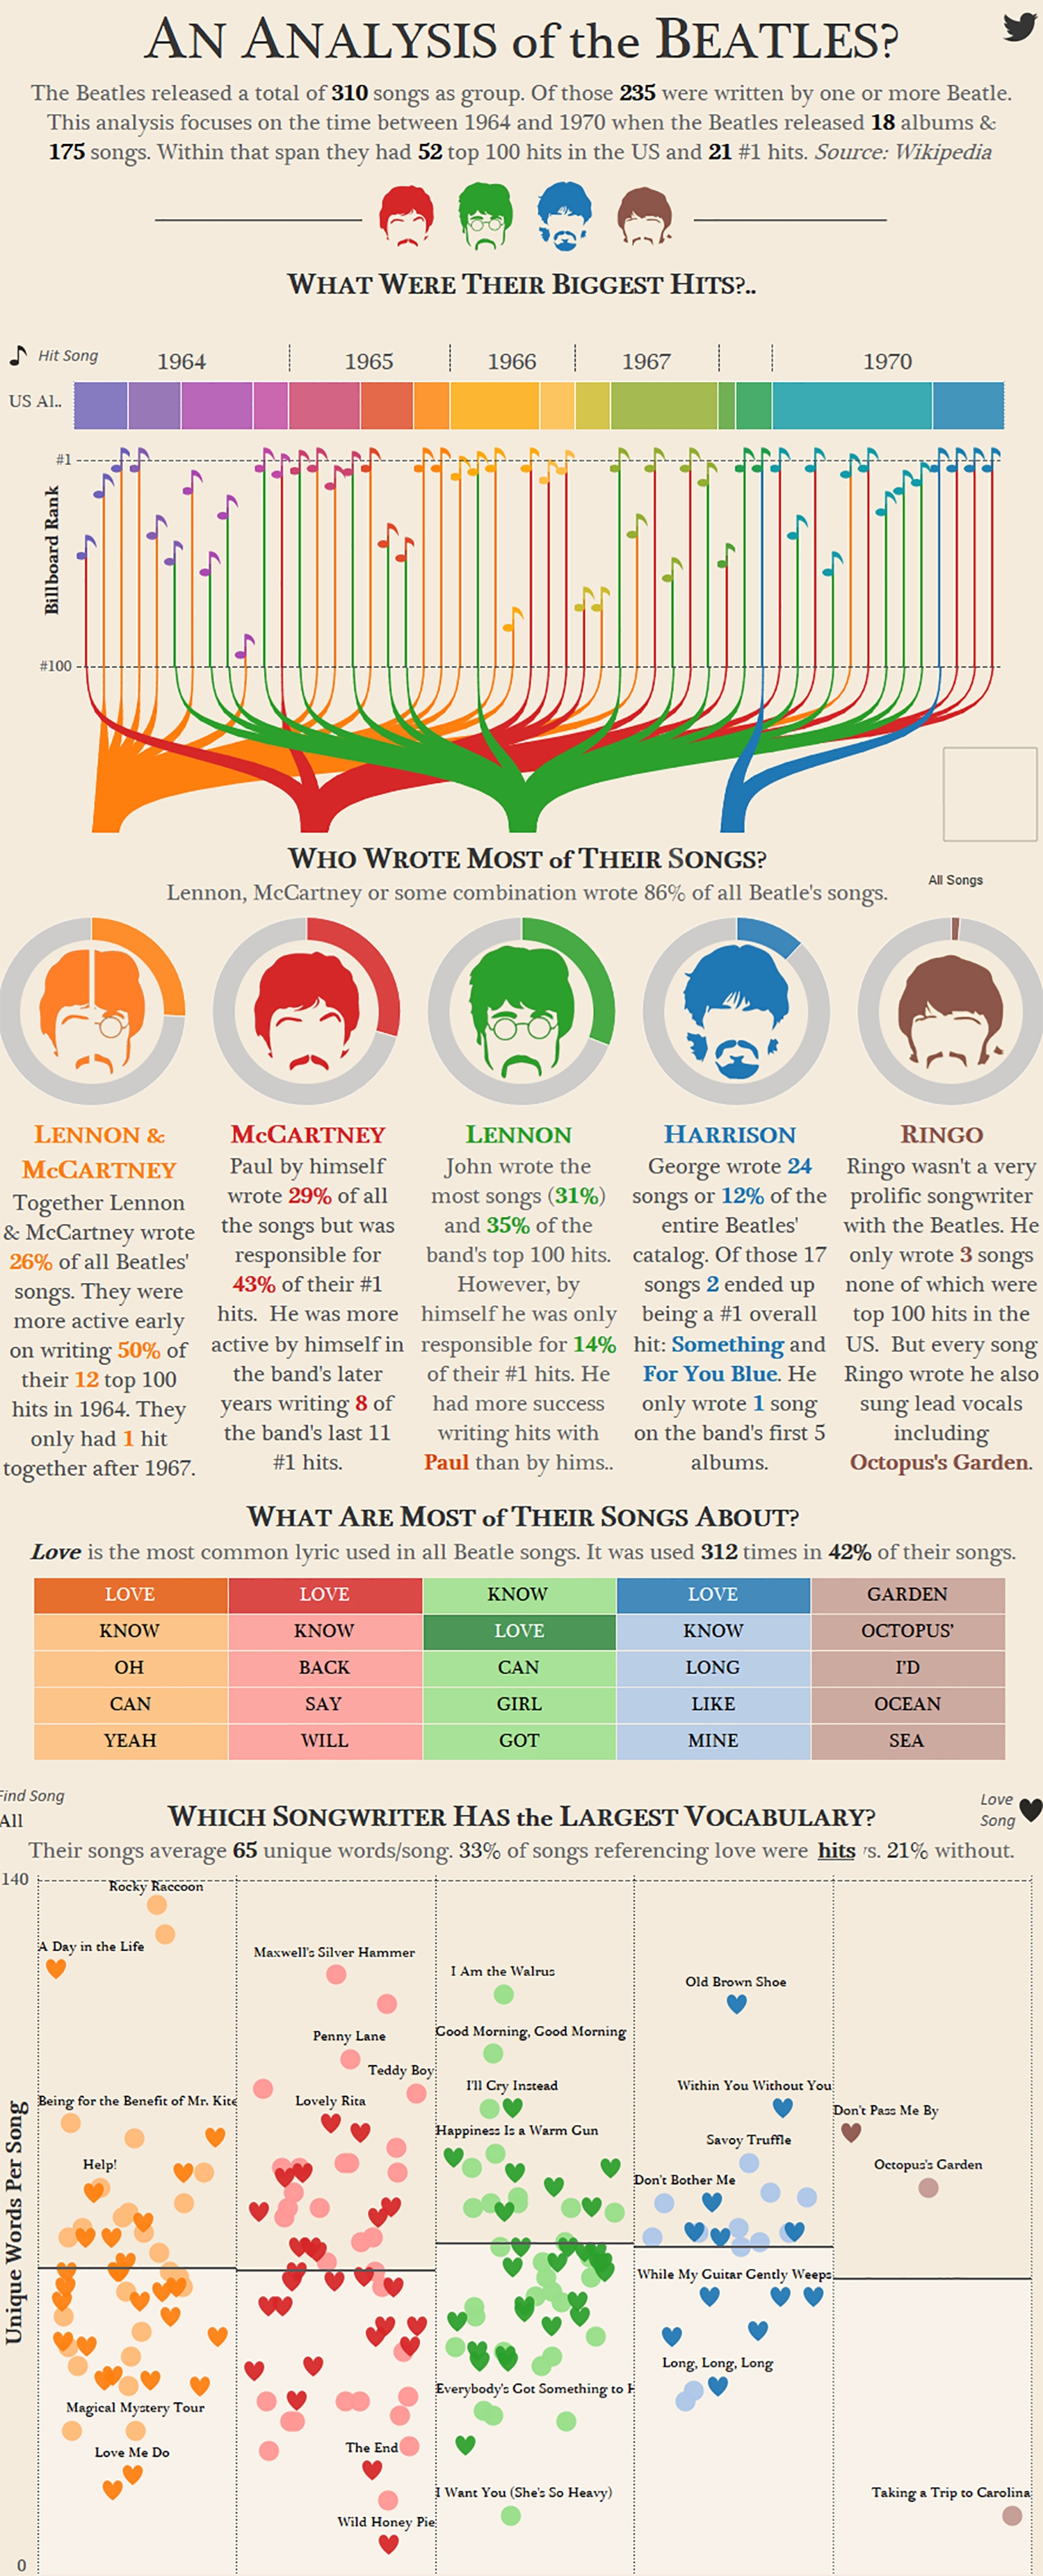 AN ANALYSIS of the BEATLES?
The Beatles released a total of 310 songs as group. Of those 235 were written by one or more Beatle.
This analysis focuses on the time between 1964 and 1970 when the Beatles released 18 albums &
175 songs. Within that span they had 52 top 100 hits in the US and 21 #1 hits. Source: Wikipedia
WHAT WERE THEIR BIGGEST HITS?..
Hit Song
1964
1965
1966
1967
1970
US Al..
#1
Billboard Rank
#100
WHO WROTE MOST of THEIR SONGS?
Lennon, McCartney or some combination wrote 86% of all Beatle's songs.
All Songs
LENNON &
McCARTNEY
Together Lennon
& McCartney wrote
26% of all Beatles'
songs. They were
more active early
on writing 50% of
their 12 top 100
hits in 1964. They
only had 1 hit
together after 1967.
McCARTNEY
Paul by himself
wrote 29% of all
the songs but was
responsible for
43% of their #1
hits. He was more
active by himself in
the band's later
years writing 8 of
the band's last 11
#1 hits.
LENNON
John wrote the
most songs (31%)
and 35% of the
band's top 100 hits.
However, by
himself he was only
responsible for 14%
of their #1 hits. He
had more success
writing hits with
Paul than by hims..
HARRISON
George wrote 24
songs or 12% of the
entire Beatles'
catalog. Of those 17
songs 2 ended up
being a #1 overall
hit: Something and
For You Blue. He
only wrote 1 song
on the band's first 5
albums.
RINGO
Ringo wasn't a very
prolific songwriter
with the Beatles. He
only wrote 3 songs
none of which were
top 100 hits in the
US. But every song
Ringo wrote he also
sung lead vocals
including
Octopus's Garden.
WHAT ARE MOST of THEIR SONGS ABOUT?
Love is the most common lyric used in all Beatle songs. It was used 312 times in 42% of their songs.
LOVE LOVE KNOW LOVE GARDEN
KNOW KNOW LOVE KNOW OCTOPUS'
OH BACK CAN LONG I'D
CAN SAY GIRL LIKE OCEAN
YEAH WILL GOT MINE SEA
Find Song
All
WHICH SONGWRITER HAS the LARGEST VOCABULARY?
Love
Song
Their songs average 65 unique words/song. 33% of songs referencing love were hits vs. 21% without.
140
Unique Words Per Song
0
Rocky Raccoon
A Day in the Life
Being for the Benefit of Mr. Kite
Help!
Magical Mystery Tour
Love Me Do
Maxwell's Silver Hammer
Penny Lane
Teddy Boy
Lovely Rita
The End
Wild Honey Pie
I Am the Walrus
Good Morning, Good Morning
I'll Cry Instead
Happiness Is a Warm Gun
Everybody's Got Something to H
I Want You (She's So Heavy)
Old Brown Shoe
Within You Without You
Savoy Truffle
Don't Bother Me
While My Guitar Gently Weeps
Long, Long, Long
Don't Pass Me By
Octopus's Garden
Taking a Trip to Carolina